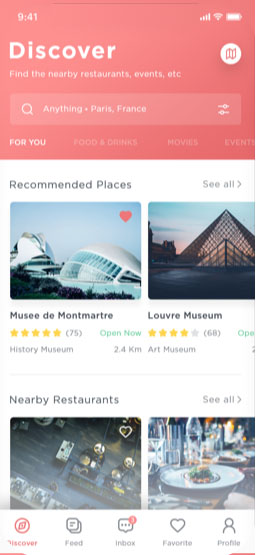 9:41
Discover
Find the nearby restaurants, events, etc
Anything • Paris, France
FOR YOU FOOD & DRINKS MOVIES EVENTS
Recommended Places See all
Musee de Montmartre Louvre Museum
(75) Open Now (68) Ope
History Museum 2.4 Km Art Museum
Nearby Restaurants See all
Discover Feed Inbox Favorite Profile